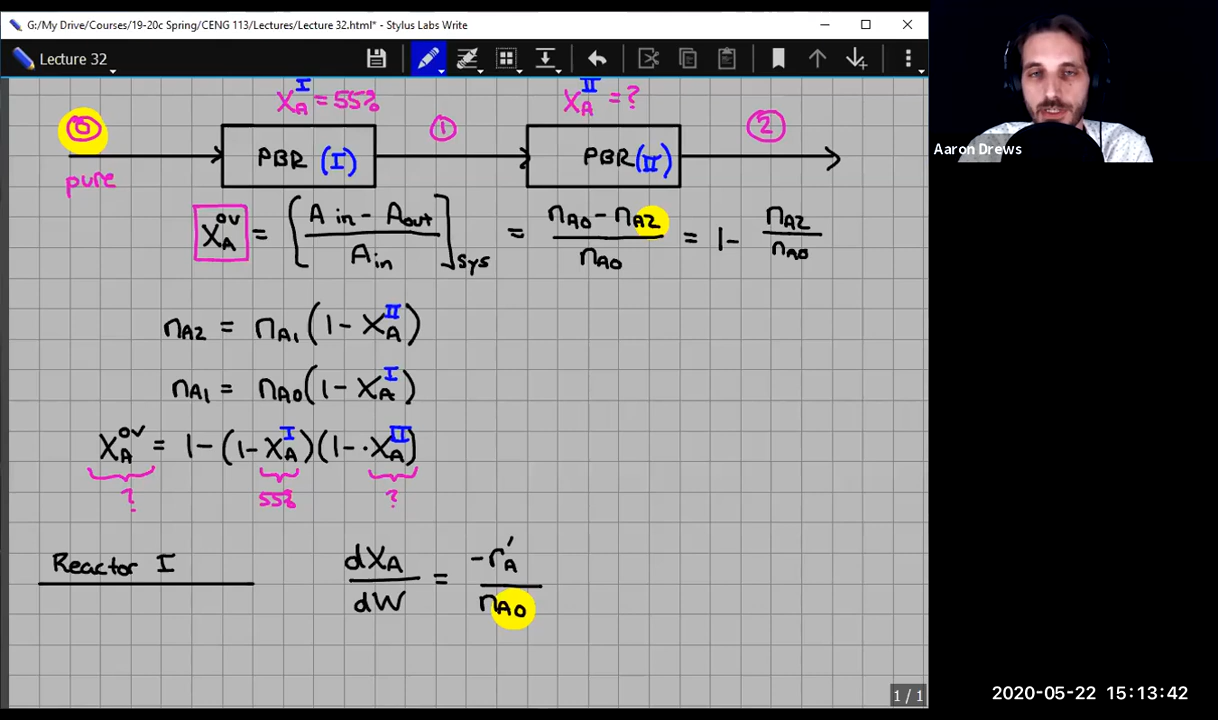 G:/My Drive/Courses/19-20c Spring/CENG 113/Lectures/Lecture 32.html* - Stylus Labs Write
Lecture 32
X_A^I = 55% X_A^II = ?
0 1 2
PBR (I) PBR (II)
pure
X_A^ov = [(A in - A out) / A in]_sys = (n_A0 - n_A2) / n_A0 = 1 - n_A2 / n_A0
n_A2 = n_A1 (1 - X_A^II)
n_A1 = n_A0 (1 - X_A^I)
X_A^ov = 1 - (1 - X_A^I)(1 - · X_A^II)
? 55% ?
Reactor I dX_A / dW = -r'_A / n_A0
1 / 1
Aaron Drews
2020-05-22 15:13:42